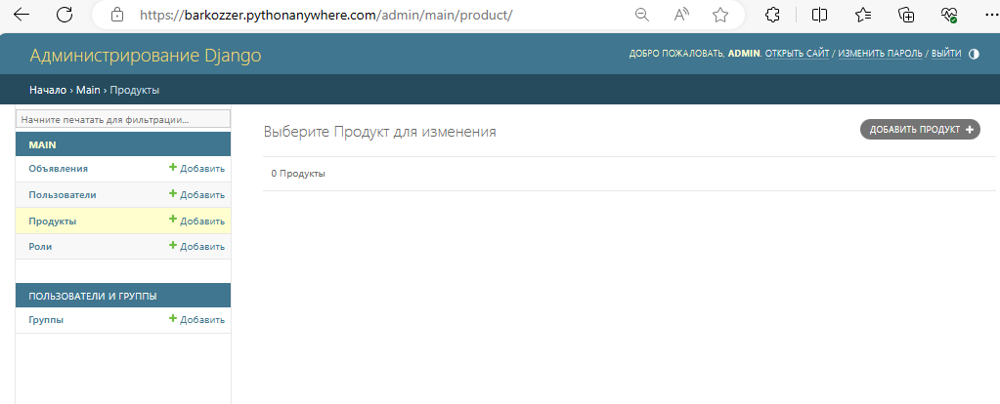 https://barkozzer.pythonanywhere.com/admin/main/product/
Администрирование Django
ДОБРО ПОЖАЛОВАТЬ, ADMIN. ОТКРЫТЬ САЙТ / ИЗМЕНИТЬ ПАРОЛЬ / ВЫЙТИ
Начало › Main › Продукты
Начните печатать для фильтрации...
MAIN
Объявления + Добавить
Пользователи + Добавить
Продукты + Добавить
Роли + Добавить
ПОЛЬЗОВАТЕЛИ И ГРУППЫ
Группы + Добавить
Выберите Продукт для изменения
ДОБАВИТЬ ПРОДУКТ +
0 Продукты